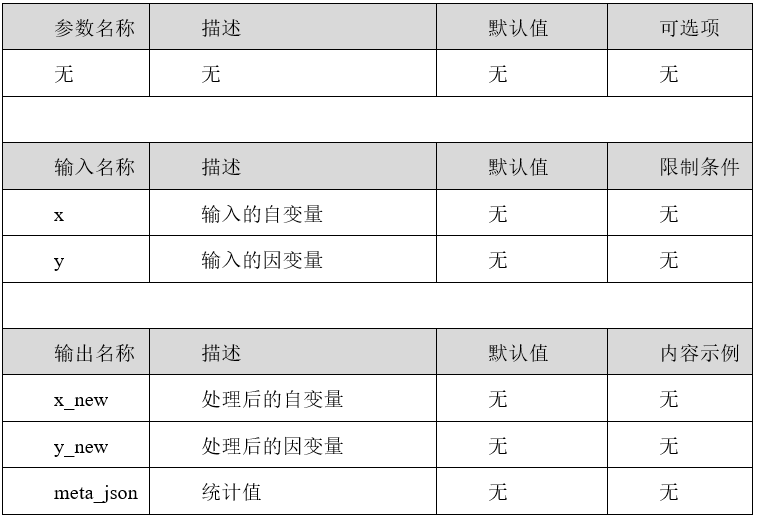 参数名称 描述 默认值 可选项
无 无 无 无
输入名称 描述 默认值 限制条件
x 输入的自变量 无 无
y 输入的因变量 无 无
输出名称 描述 默认值 内容示例
x_new 处理后的自变量 无 无
y_new 处理后的因变量 无 无
meta_json 统计值 无 无